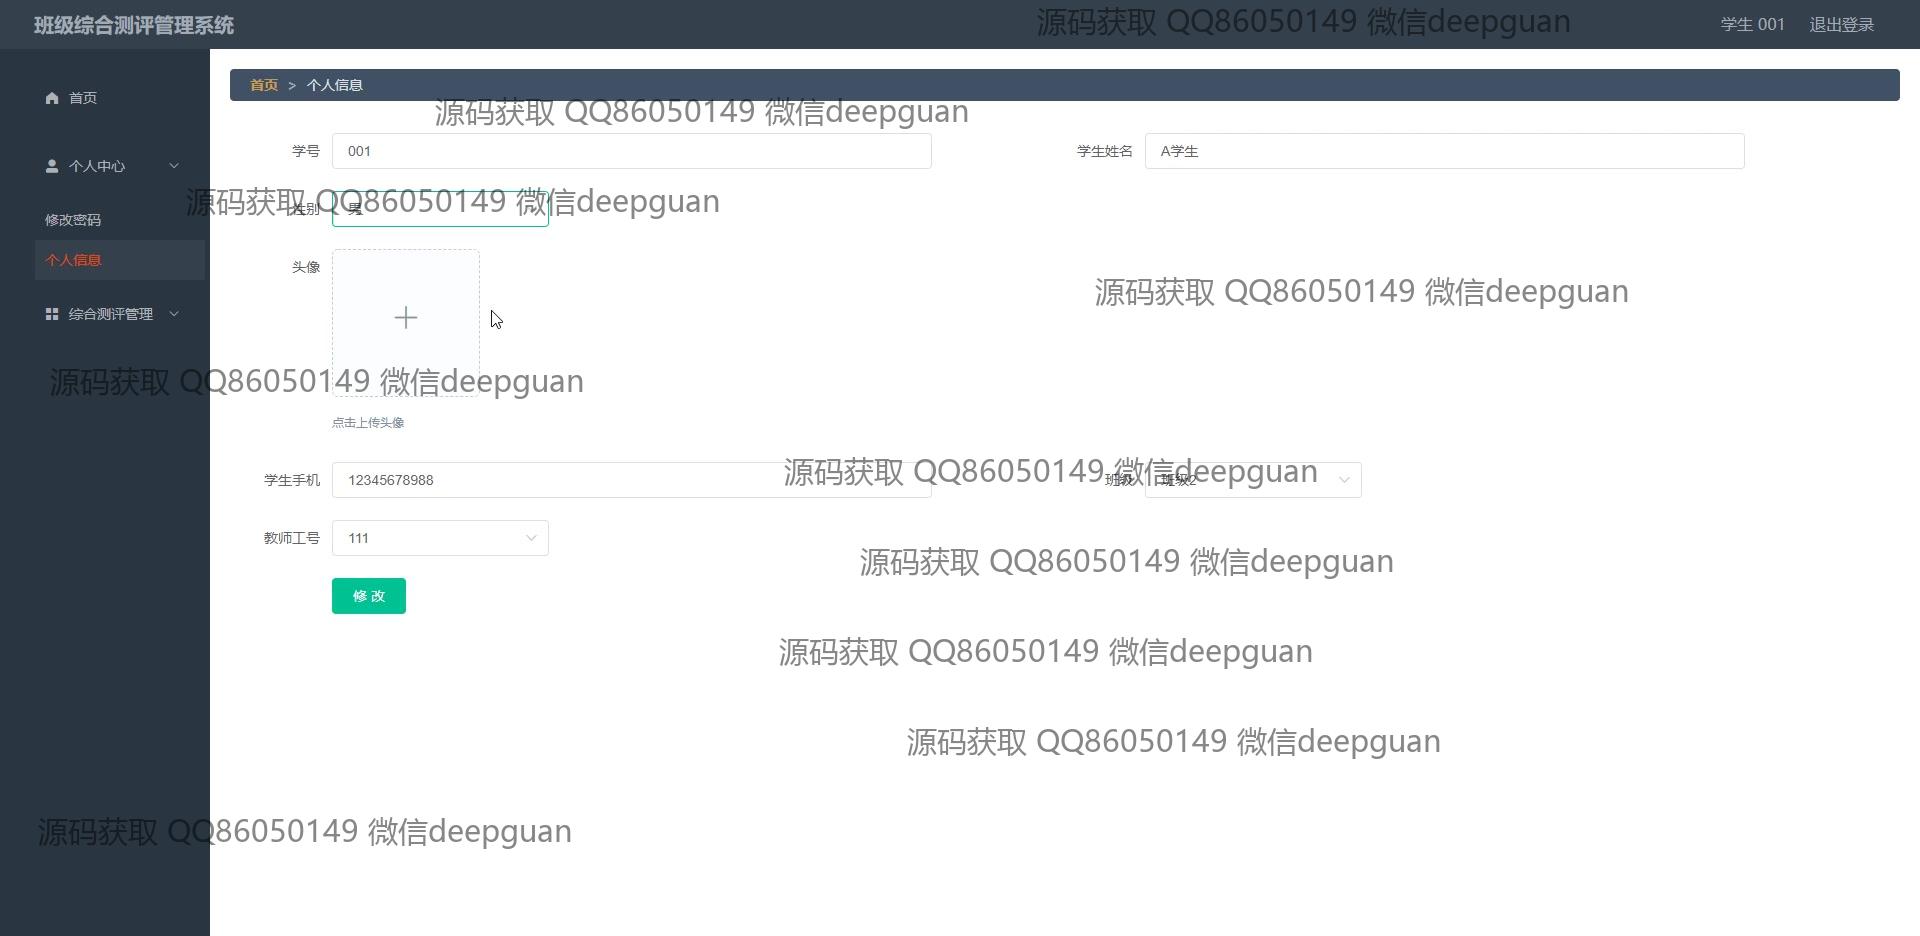 班级综合测评管理系统
源码获取 QQ86050149 微信deepguan
学生 001
退出登录
首页
首页 > 个人信息
源码获取 QQ86050149 微信deepguan
学号
001
学生姓名
A学生
个人中心
源码获取 QQ86050149 微信deepguan
性别
男
修改密码
个人信息
头像
源码获取 QQ86050149 微信deepguan
综合测评管理
源码获取 QQ86050149 微信deepguan
点击上传头像
学生手机
12345678988
源码获取 QQ86050149 微信deepguan
班级
班级2
教师工号
111
源码获取 QQ86050149 微信deepguan
修 改
源码获取 QQ86050149 微信deepguan
源码获取 QQ86050149 微信deepguan
源码获取 QQ86050149 微信deepguan